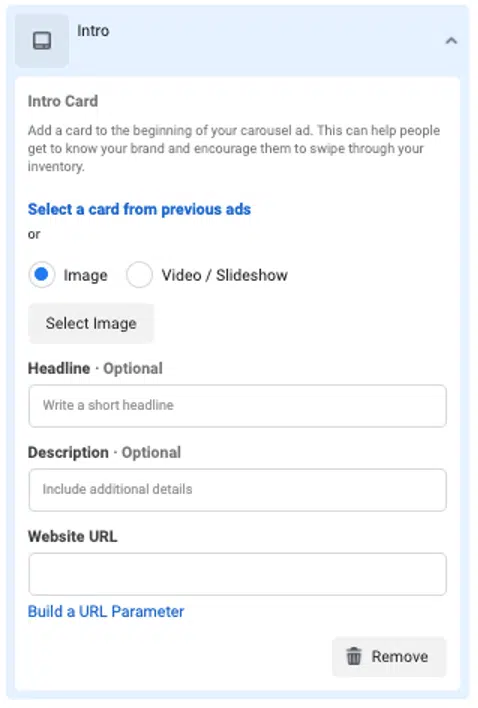 Intro
Intro Card
Add a card to the beginning of your carousel ad. This can help people
get to know your brand and encourage them to swipe through your
inventory.
Select a card from previous ads
or
Image Video / Slideshow
Select Image
Headline · Optional
Write a short headline
Description · Optional
Include additional details
Website URL
Build a URL Parameter
Remove